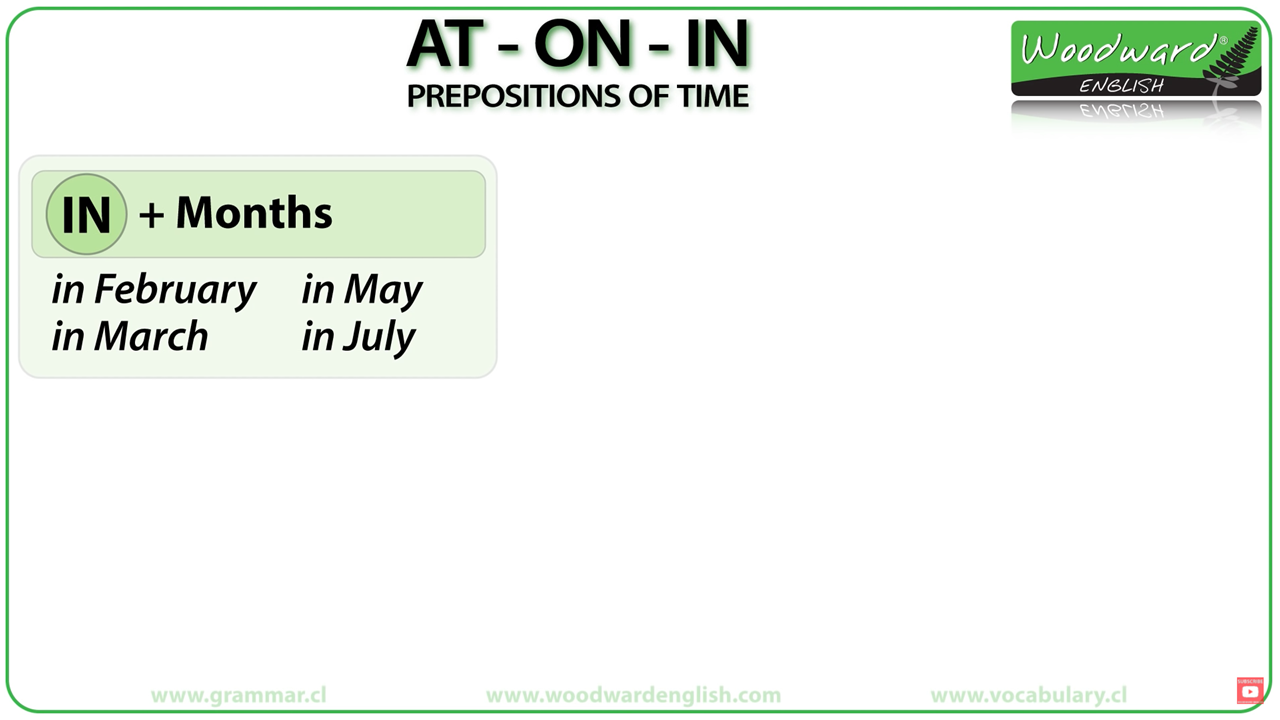 AT - ON - IN
PREPOSITIONS OF TIME
Woodward®
ENGLISH
IN + Months
in February in May
in March in July
www.grammar.cl www.woodwardenglish.com www.vocabulary.cl
SUBSCRIBE